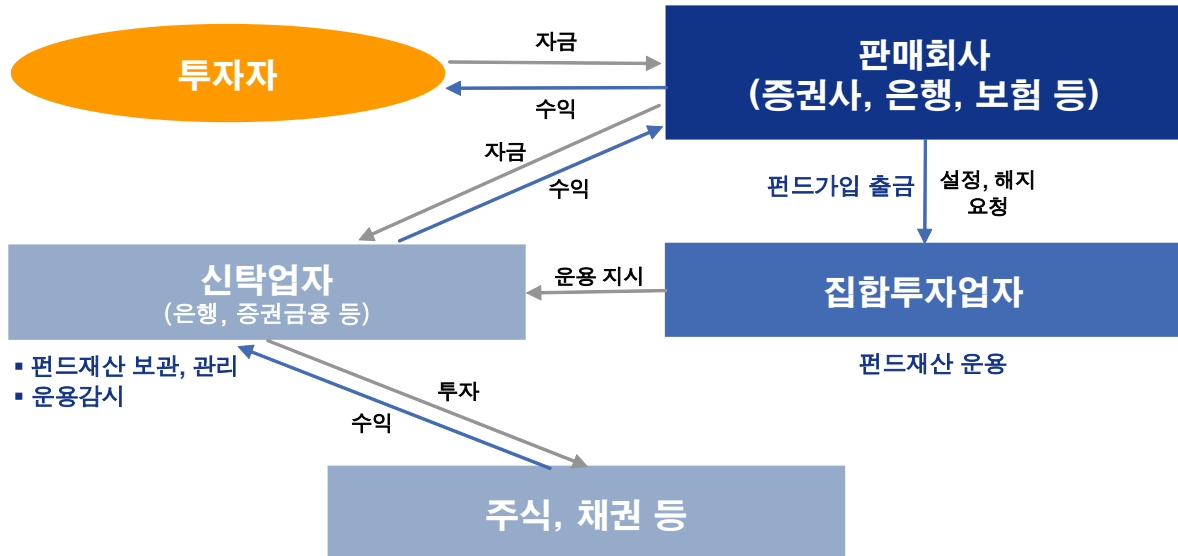 투자자
자금
수익
판매회사
(증권사, 은행, 보험 등)
자금
수익
펀드가입 출금
설정, 해지
요청
신탁업자
(은행, 증권금융 등)
운용 지시
집합투자업자
▪ 펀드재산 보관, 관리
▪ 운용감시
펀드재산 운용
투자
수익
주식, 채권 등